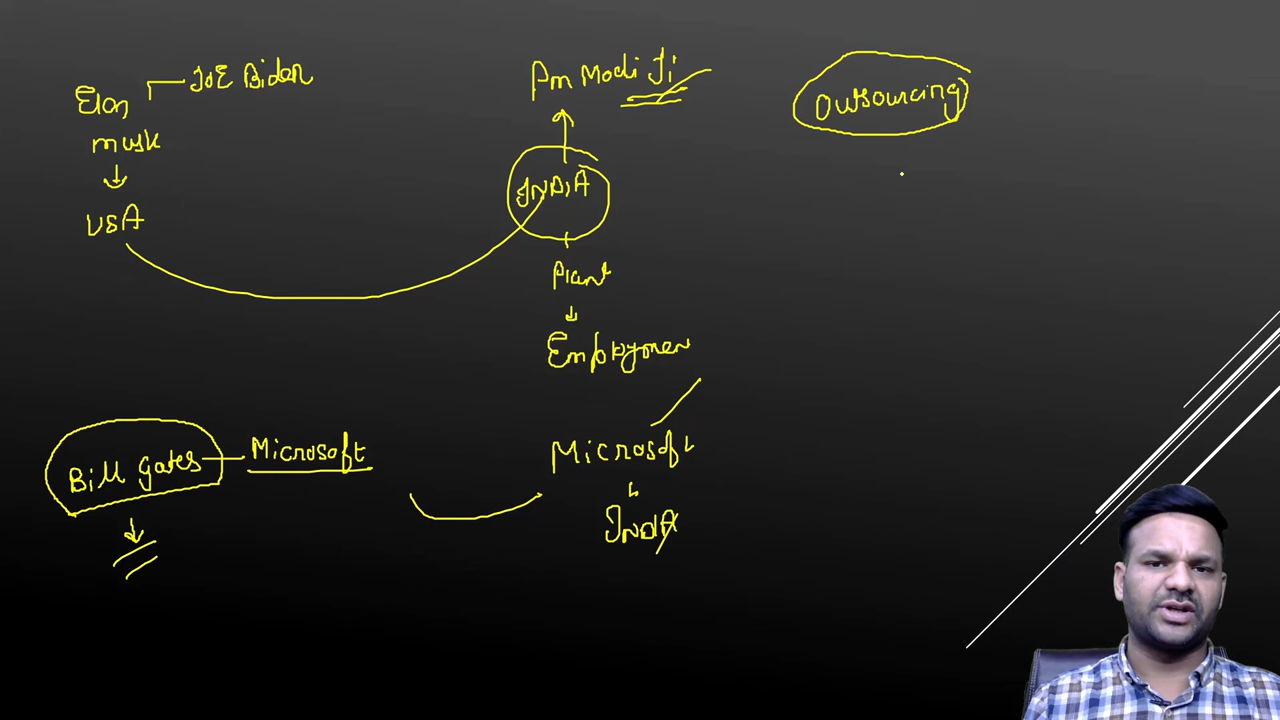 JoE Biden
Elon
musk
USA
Pm Modi Ji
INDIA
Plant
Employmen
Outsourcing
Bill gates
Microsoft
Microsoft
INDIA